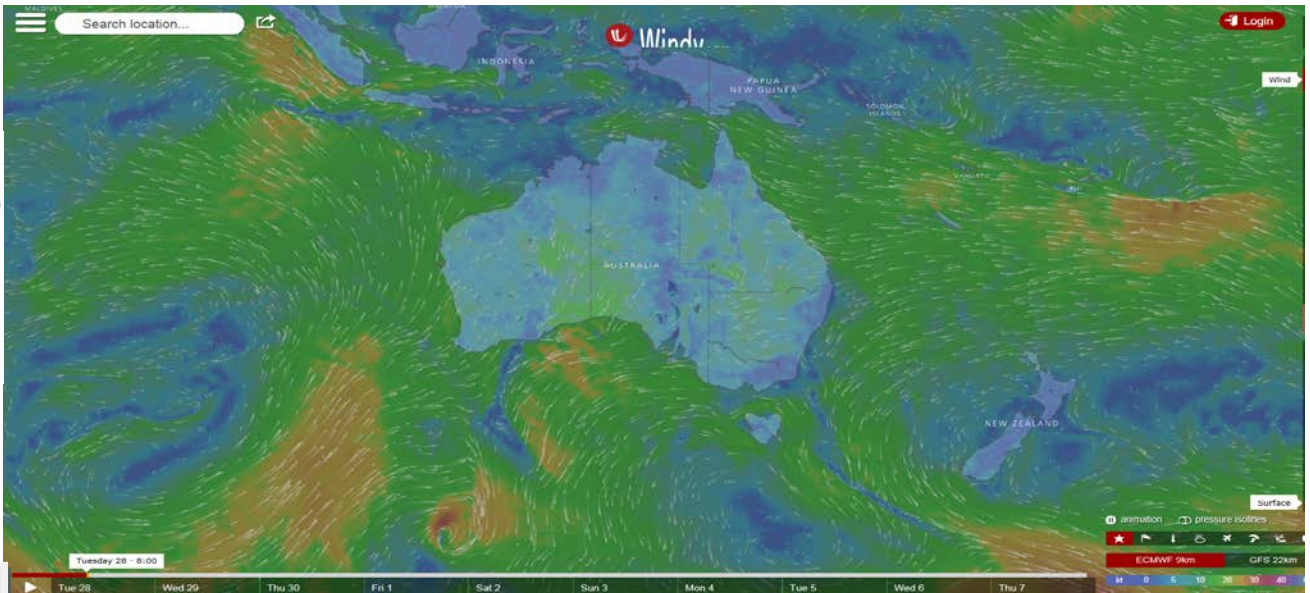 MALDIVES
Search location...
Windy
Login
INDONESIA
PAPUA
NEW GUINEA
Wind
SOLOMON
ISLANDS
VANUATU
AUSTRALIA
NEW ZEALAND
Surface
animation pressure isolines
Tuesday 28 - 8:00
ECMWF 9km GFS 22km
Tue 28 Wed 29 Thu 30 Fri 1 Sat 2 Sun 3 Mon 4 Tue 5 Wed 6 Thu 7
kt 0 5 10 20 30 40